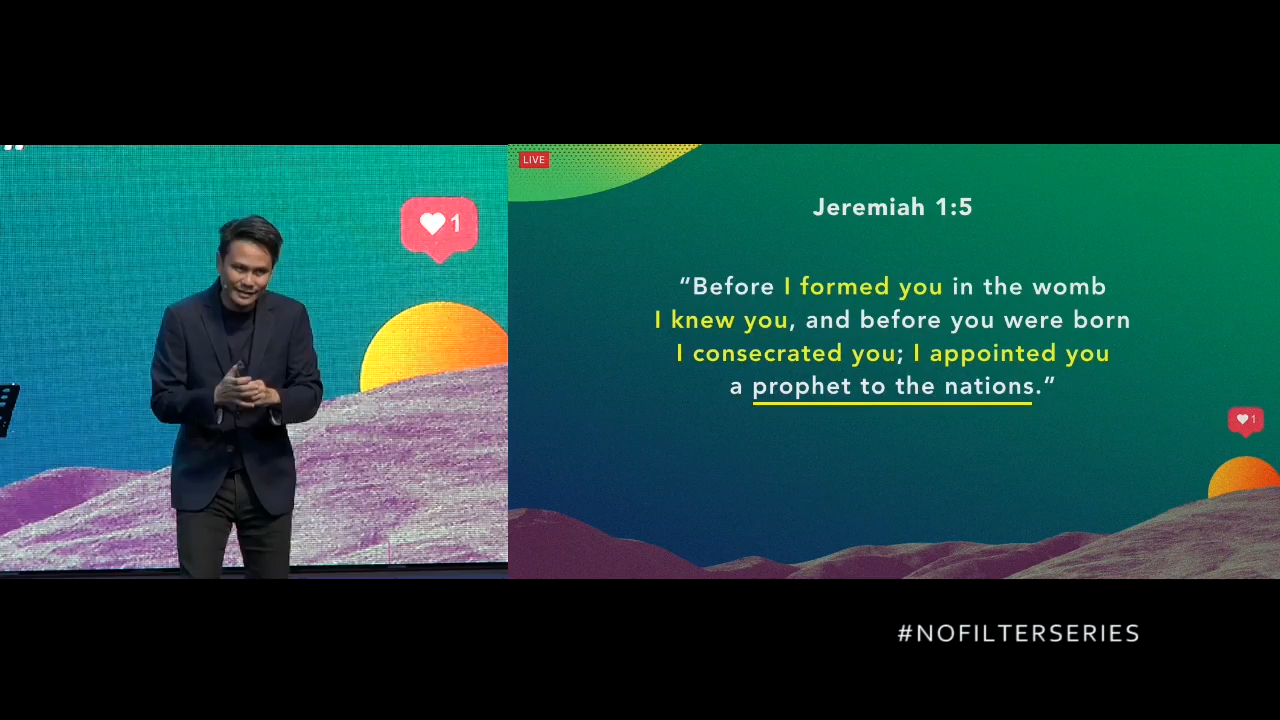 1
LIVE
Jeremiah 1:5
“Before I formed you in the womb
I knew you, and before you were born
I consecrated you; I appointed you
a prophet to the nations.”
1
#NOFILTERSERIES